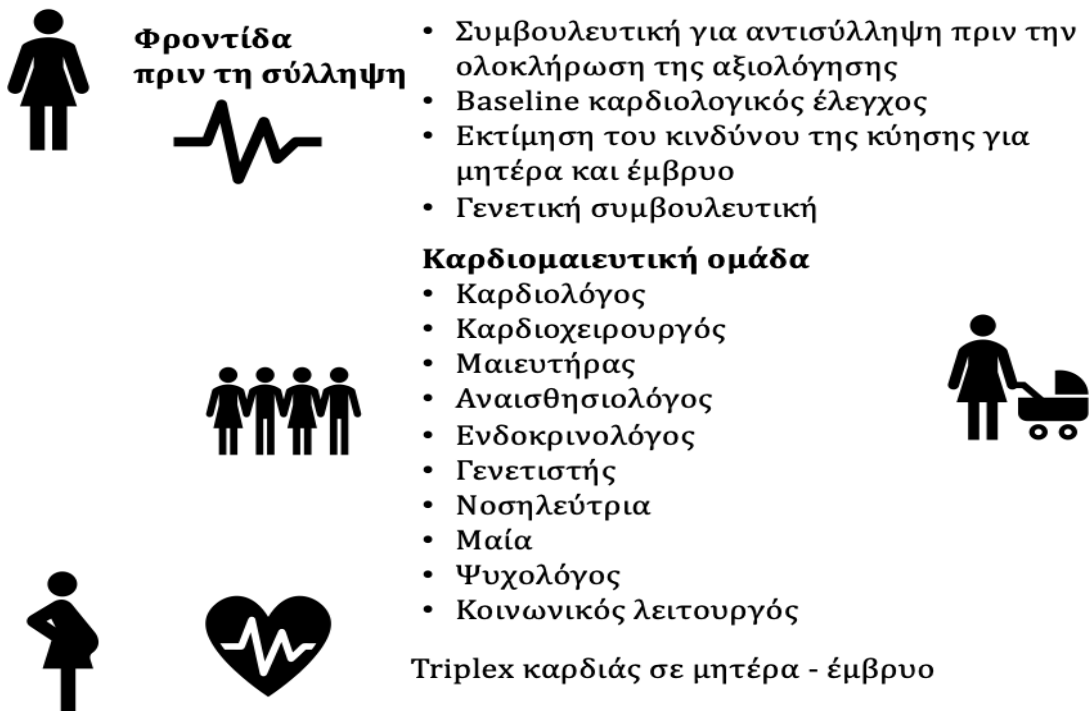 Φροντίδα
πριν τη σύλληψη
• Συμβουλευτική για αντισύλληψη πριν την
ολοκλήρωση της αξιολόγησης
• Baseline καρδιολογικός έλεγχος
• Εκτίμηση του κινδύνου της κύησης για
μητέρα και έμβρυο
• Γενετική συμβουλευτική
Καρδιομαιευτική ομάδα
• Καρδιολόγος
• Καρδιοχειρουργός
• Μαιευτήρας
• Αναισθησιολόγος
• Ενδοκρινολόγος
• Γενετιστής
• Νοσηλεύτρια
• Μαία
• Ψυχολόγος
• Κοινωνικός λειτουργός
Triplex καρδιάς σε μητέρα - έμβρυο